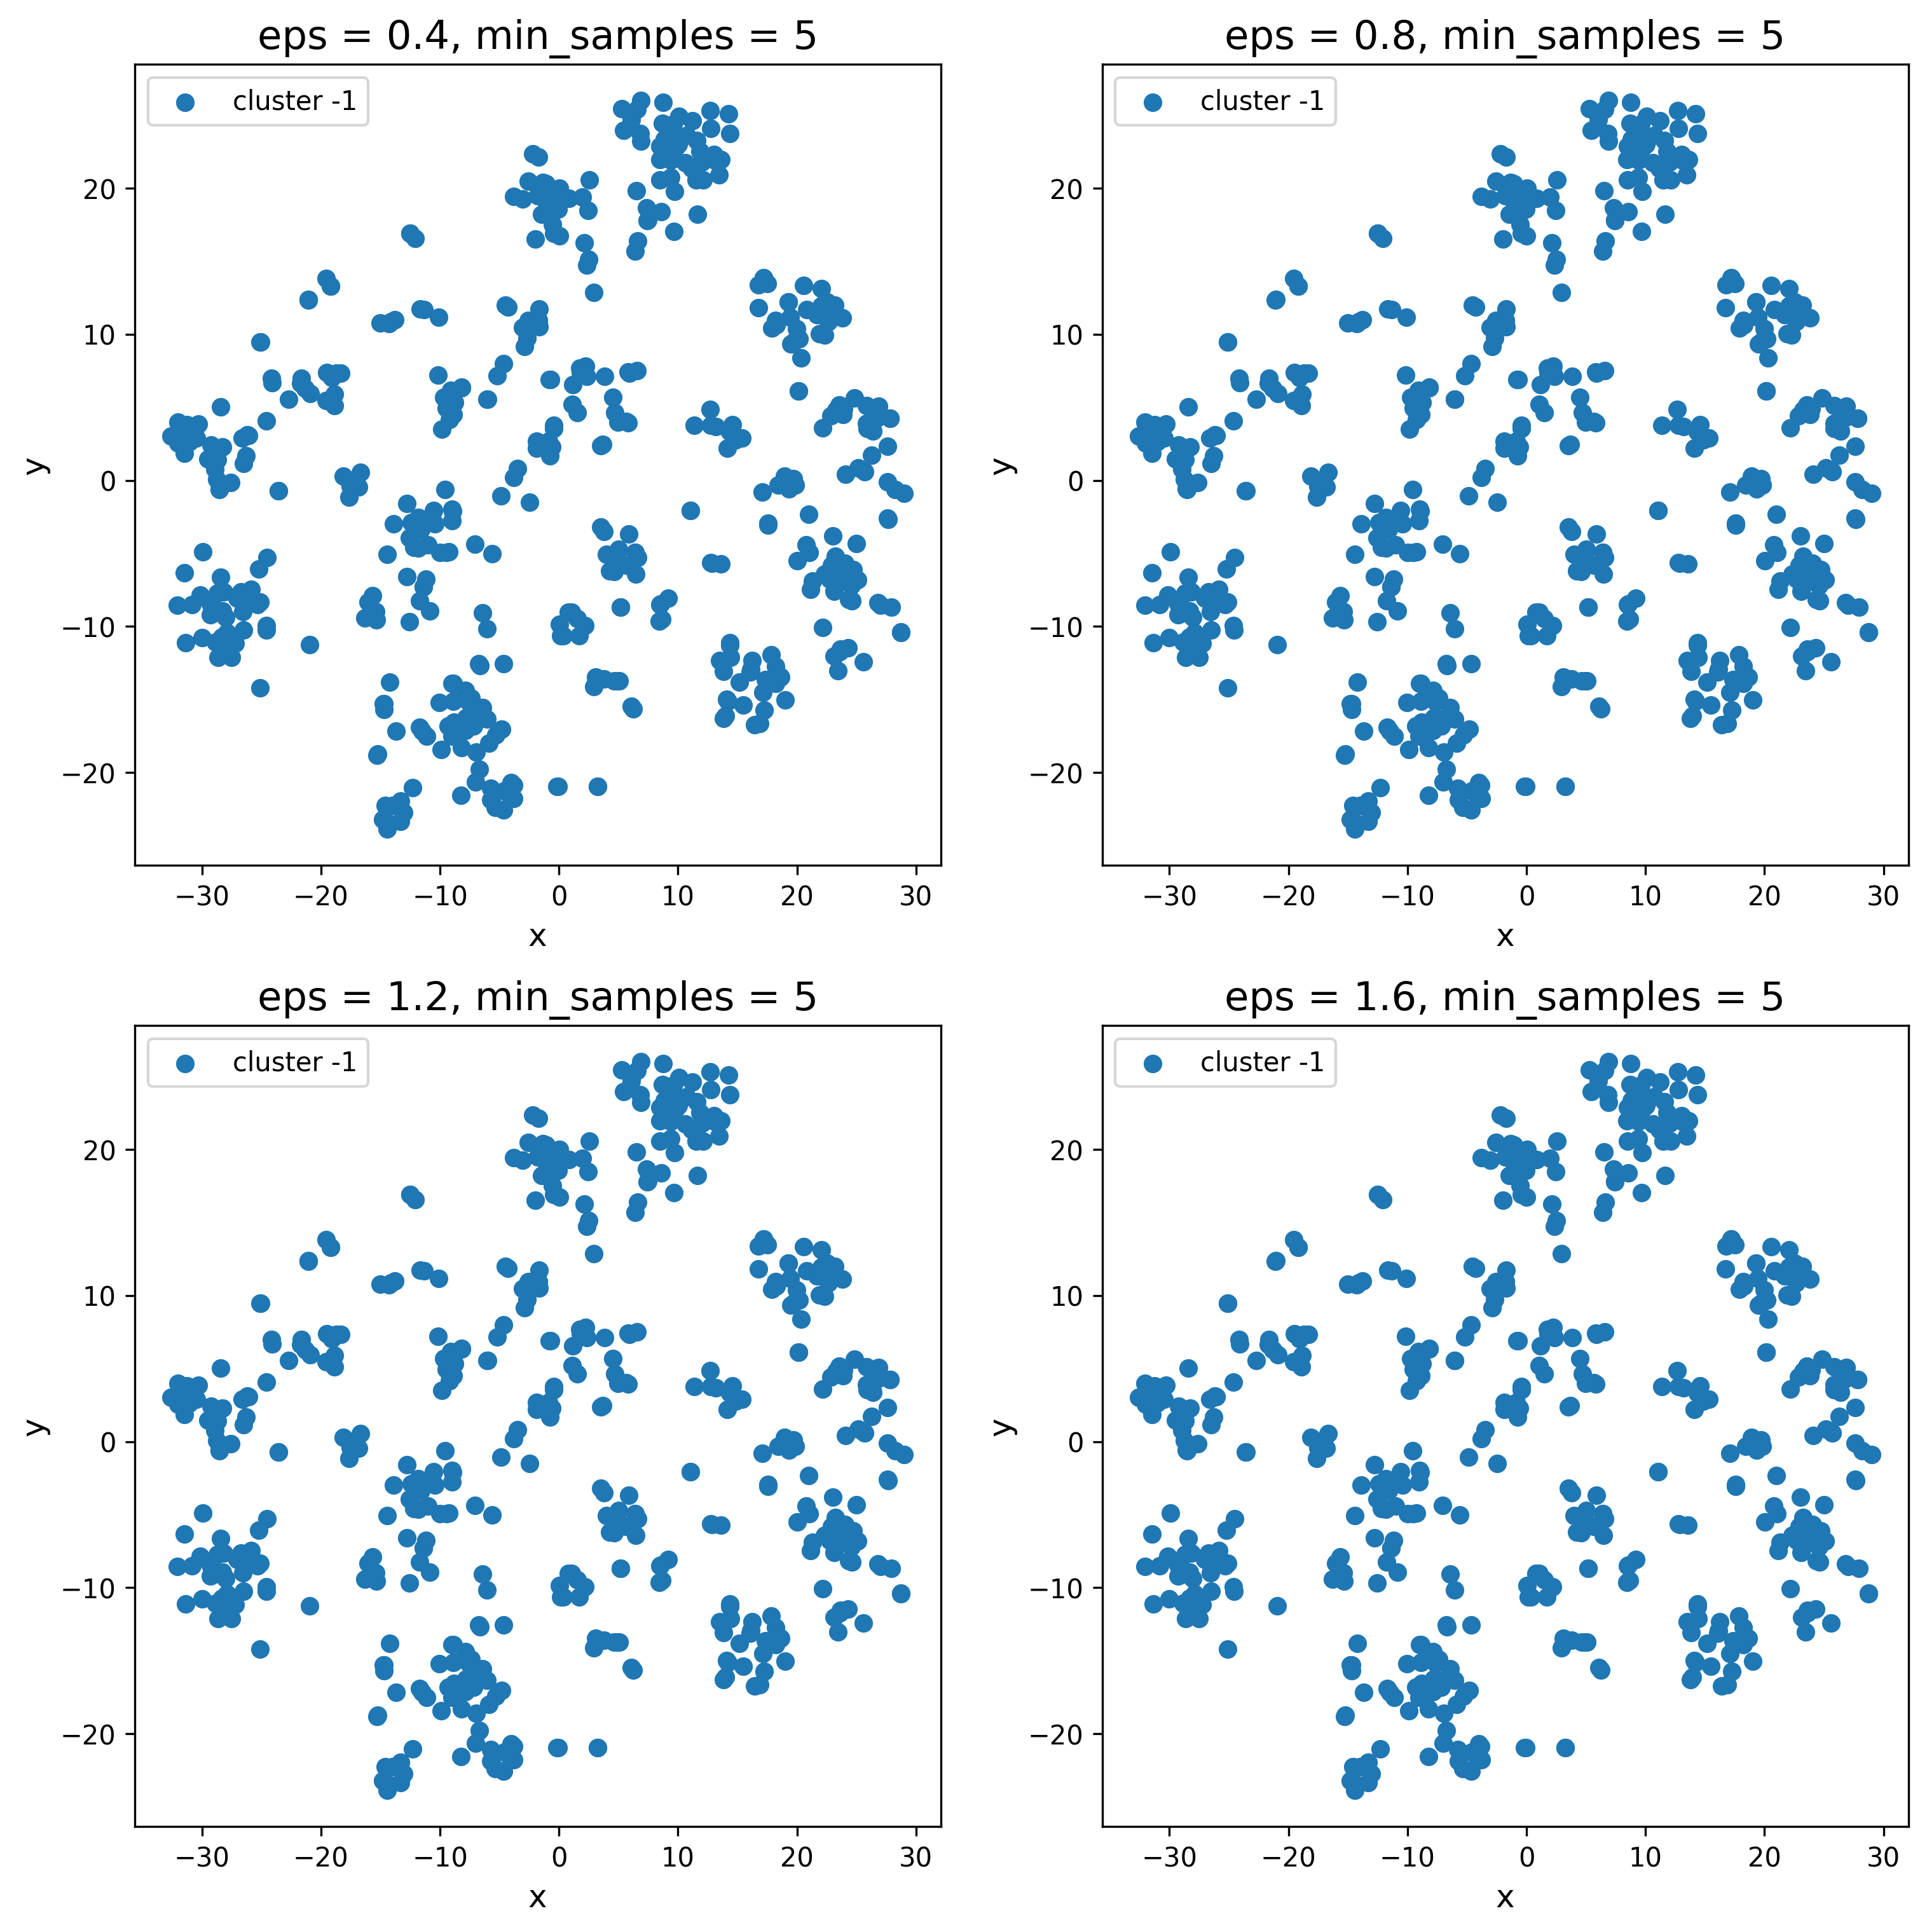 eps = 0.4, min_samples = 5
cluster -1
20
10
0
−10
−20
y
−30 −20 −10 0 10 20 30
x
eps = 0.8, min_samples = 5
cluster -1
20
10
0
−10
−20
y
−30 −20 −10 0 10 20 30
x
eps = 1.2, min_samples = 5
cluster -1
20
10
0
−10
−20
y
−30 −20 −10 0 10 20 30
x
eps = 1.6, min_samples = 5
cluster -1
20
10
0
−10
−20
y
−30 −20 −10 0 10 20 30
x